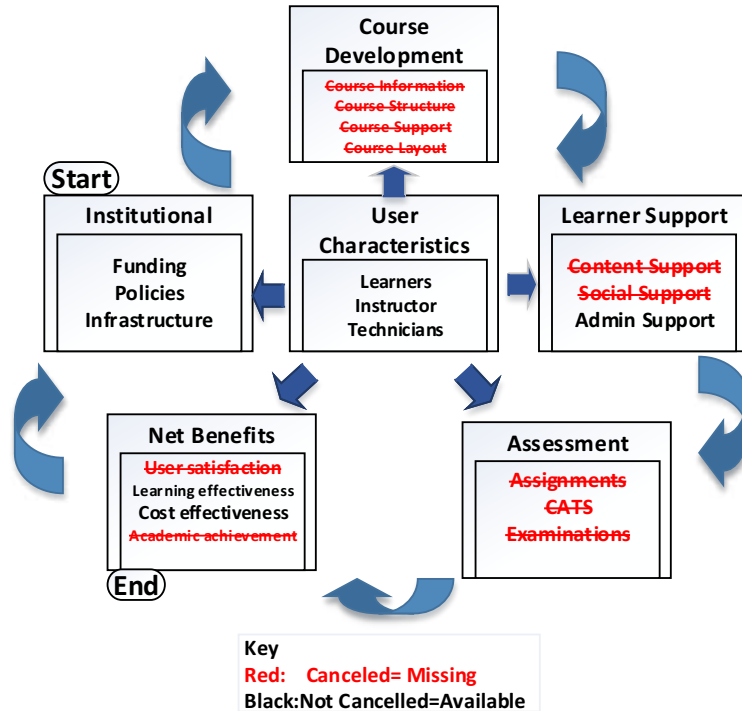 Course
Development
Course Information
Course Structure
Course Support
Course Layout
Start
Institutional
Funding
Policies
Infrastructure
User
Characteristics
Learners
Instructor
Technicians
Learner Support
Content Support
Social Support
Admin Support
Net Benefits
User satisfaction
Learning effectiveness
Cost effectiveness
Academic achievement
End
Assessment
Assignments
CATS
Examinations
Key
Red: Canceled= Missing
Black:Not Cancelled=Available